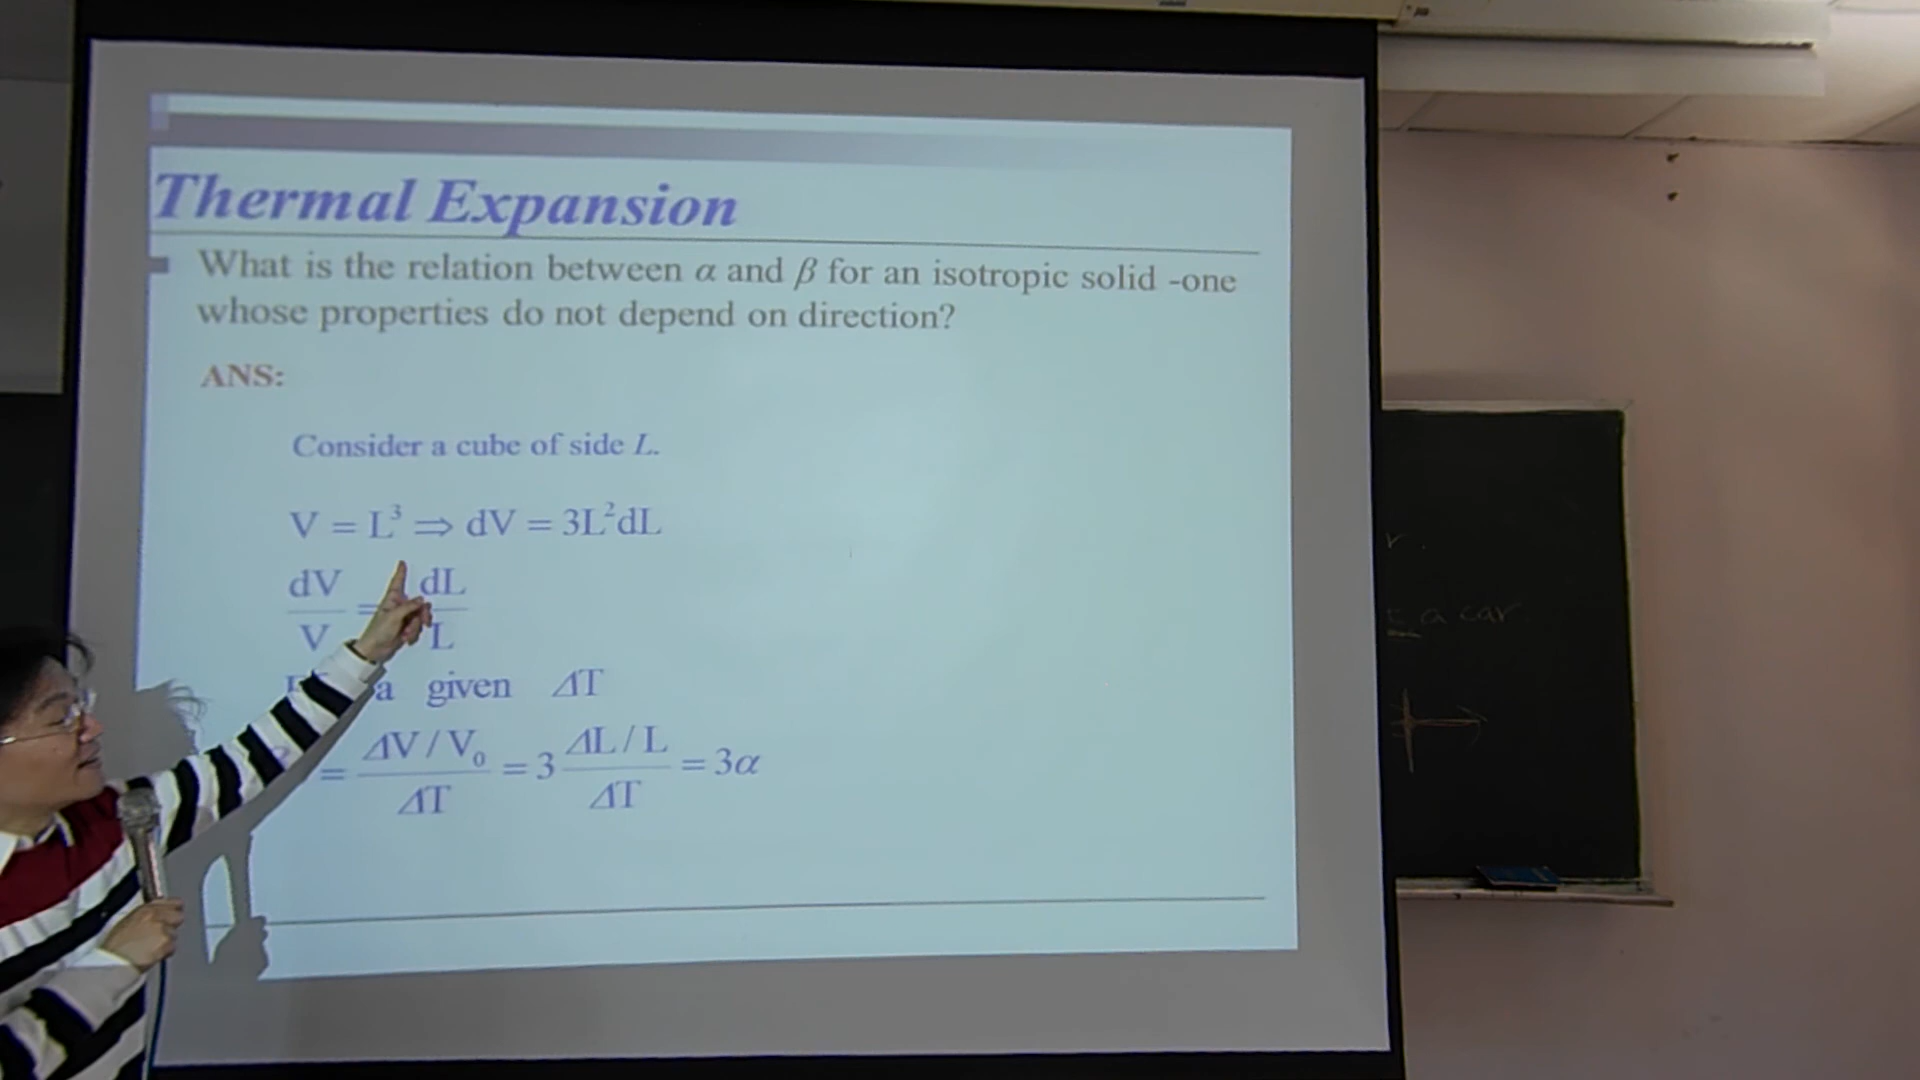 Thermal Expansion
What is the relation between α and β for an isotropic solid -one
whose properties do not depend on direction?
ANS:
Consider a cube of side L.
V = L³ ⇒ dV = 3L²dL
dV/V = dL/L
a given ΔT
= (ΔV/V₀)/ΔT = 3 (ΔL/L)/ΔT = 3α
a car.